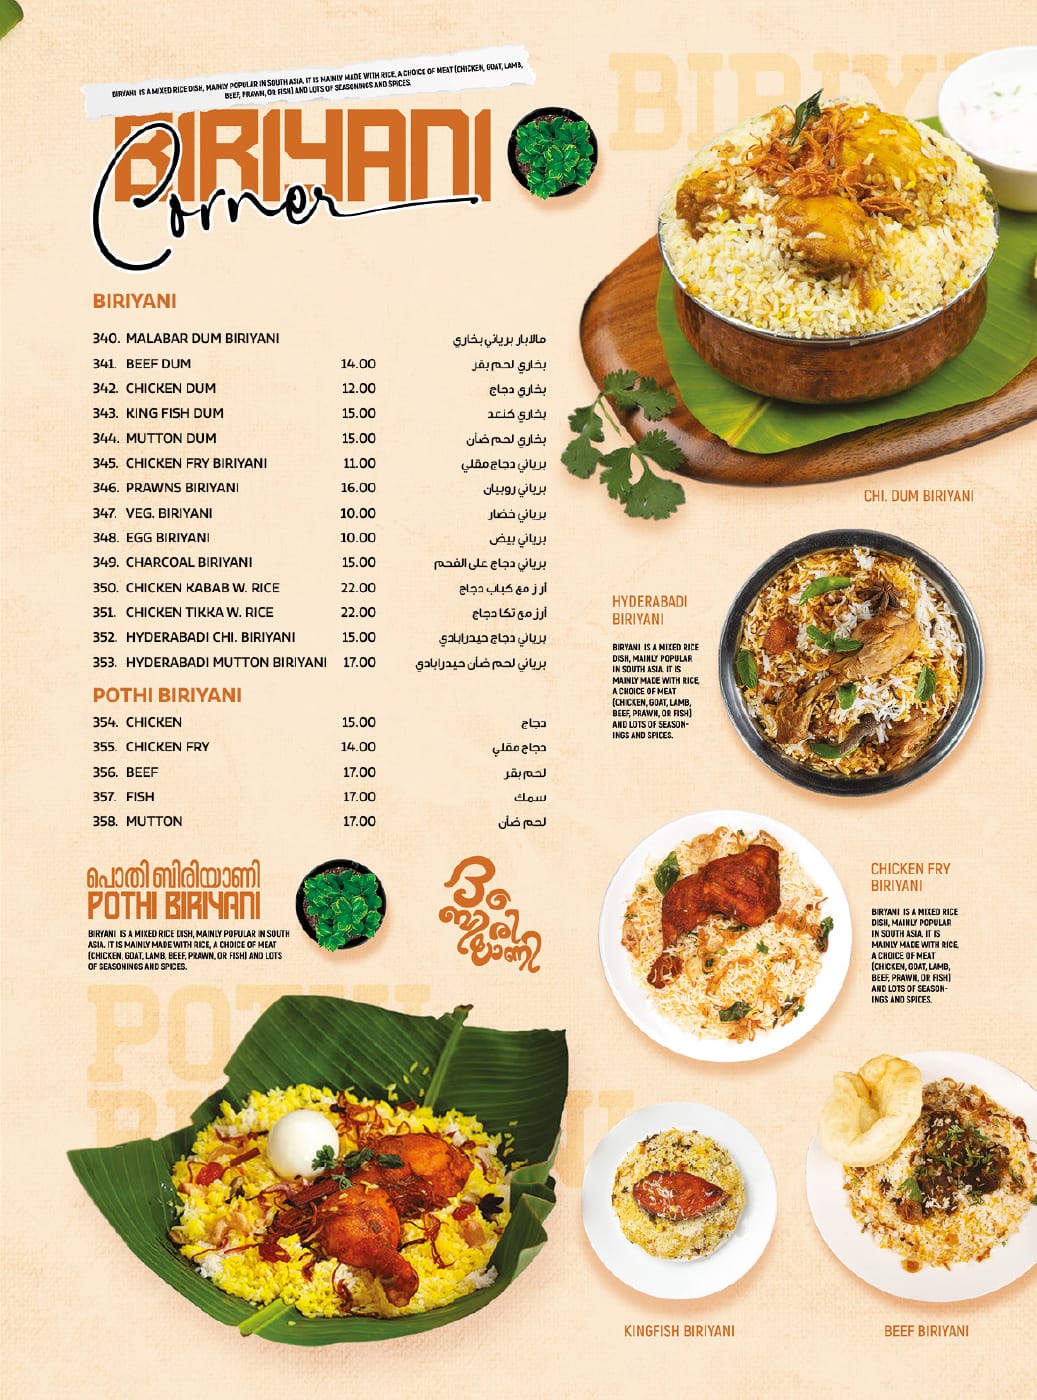 BIRIYANI IS A MIXED RICE DISH, MAINLY POPULAR IN SOUTH ASIA. IT IS MAINLY MADE WITH RICE, A CHOICE OF MEAT (CHICKEN, GOAT, LAMB,
BEEF, PRAWN, OR FISH) AND LOTS OF SEASONINGS AND SPICES.
BIRIYANI
Corner
BIRIYANI
340. MALABAR DUM BIRIYANI مالابار برياني بخاري
341. BEEF DUM 14.00 بخاري لحم بقر
342. CHICKEN DUM 12.00 بخاري دجاج
343. KING FISH DUM 15.00 بخاري كنعد
344. MUTTON DUM 15.00 بخاري لحم ضأن
345. CHICKEN FRY BIRIYANI 11.00 برياني دجاج مقلي
346. PRAWNS BIRIYANI 16.00 برياني روبيان
347. VEG. BIRIYANI 10.00 برياني خضار
348. EGG BIRIYANI 10.00 برياني بيض
349. CHARCOAL BIRIYANI 15.00 برياني دجاج على الفحم
350. CHICKEN KABAB W. RICE 22.00 أرز مع كباب دجاج
351. CHICKEN TIKKA W. RICE 22.00 أرز مع تكا دجاج
352. HYDERABADI CHI. BIRIYANI 15.00 برياني دجاج حيدرابادي
353. HYDERABADI MUTTON BIRIYANI 17.00 برياني لحم ضأن حيدرابادي
POTHI BIRIYANI
354. CHICKEN 15.00 دجاج
355. CHICKEN FRY 14.00 دجاج مقلي
356. BEEF 17.00 لحم بقر
357. FISH 17.00 سمك
358. MUTTON 17.00 لحم ضأن
പൊതി ബിരിയാണി
POTHI BIRIYANI
BIRYANI IS A MIXED RICE DISH, MAINLY POPULAR IN SOUTH
ASIA. IT IS MAINLY MADE WITH RICE, A CHOICE OF MEAT
(CHICKEN, GOAT, LAMB, BEEF, PRAWN, OR FISH) AND LOTS
OF SEASONINGS AND SPICES.
ദം
ബിരി
യാണി
POTHI
BIRIYANI
CHI. DUM BIRIYANI
HYDERABADI
BIRIYANI
BIRYANI IS A MIXED RICE
DISH, MAINLY POPULAR
IN SOUTH ASIA. IT IS
MAINLY MADE WITH RICE,
A CHOICE OF MEAT
(CHICKEN, GOAT, LAMB,
BEEF, PRAWN, OR FISH)
AND LOTS OF SEASON-
INGS AND SPICES.
CHICKEN FRY
BIRIYANI
BIRYANI IS A MIXED RICE
DISH, MAINLY POPULAR
IN SOUTH ASIA. IT IS
MAINLY MADE WITH RICE,
A CHOICE OF MEAT
(CHICKEN, GOAT, LAMB,
BEEF, PRAWN, OR FISH)
AND LOTS OF SEASON-
INGS AND SPICES.
KINGFISH BIRIYANI
BEEF BIRIYANI